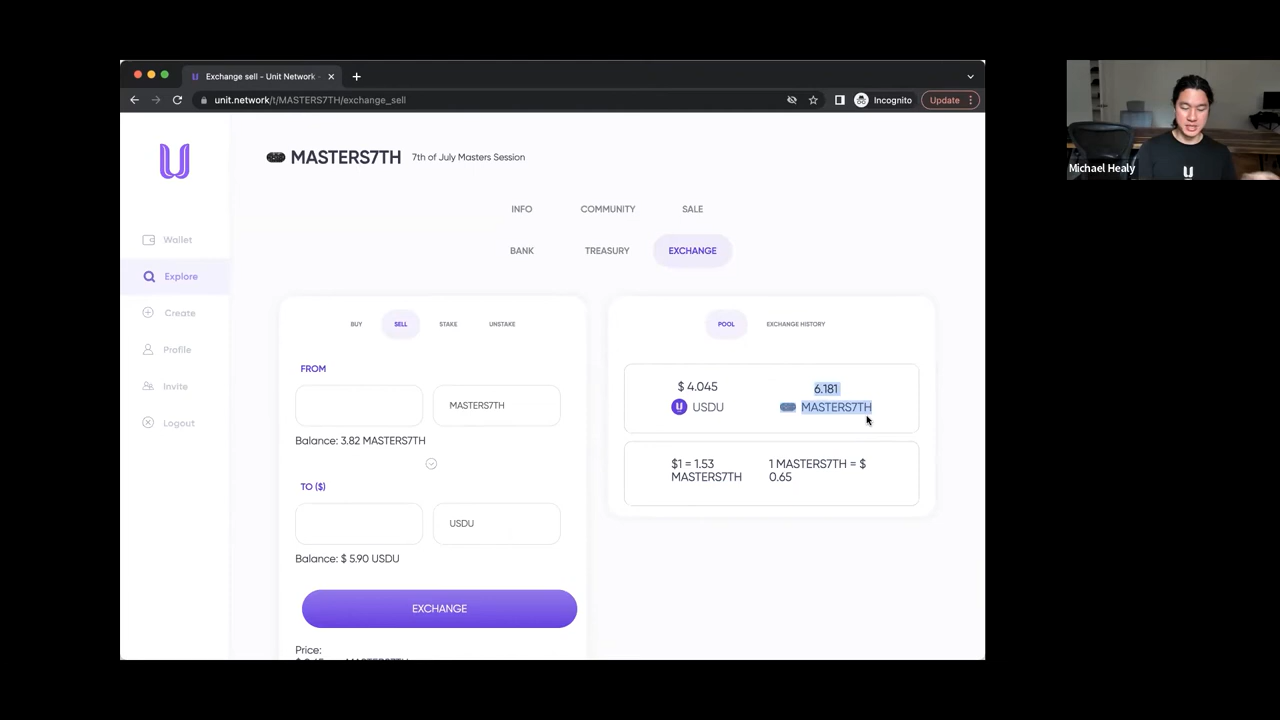 Exchange sell - Unit Network -
unit.network/t/MASTERS7TH/exchange_sell
Incognito
Update
Michael Healy
MASTERS7TH
7th of July Masters Session
INFO
COMMUNITY
SALE
BANK
TREASURY
EXCHANGE
Wallet
Explore
Create
Profile
Invite
Logout
BUY
SELL
STAKE
UNSTAKE
FROM
MASTERS7TH
Balance: 3.82 MASTERS7TH
TO ($)
USDU
Balance: $ 5.90 USDU
EXCHANGE
Price:
POOL
EXCHANGE HISTORY
$ 4.045
USDU
6.181
MASTERS7TH
$1 = 1.53
MASTERS7TH
1 MASTERS7TH = $
0.65